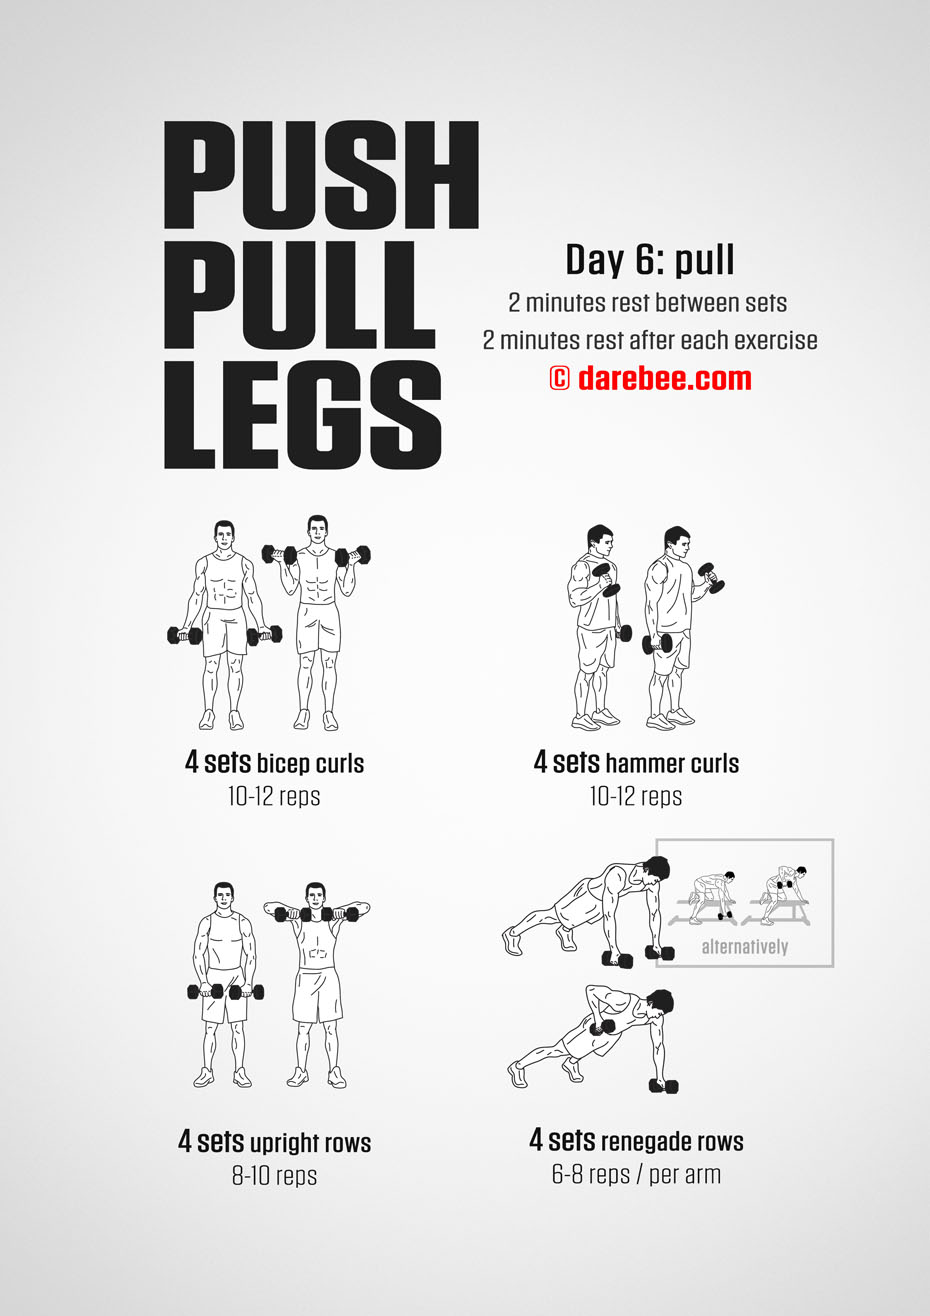 PUSH
PULL
LEGS
Day 6: pull
2 minutes rest between sets
2 minutes rest after each exercise
© darebee.com
4 sets bicep curls
10-12 reps
4 sets hammer curls
10-12 reps
alternatively
4 sets upright rows
8-10 reps
4 sets renegade rows
6-8 reps / per arm